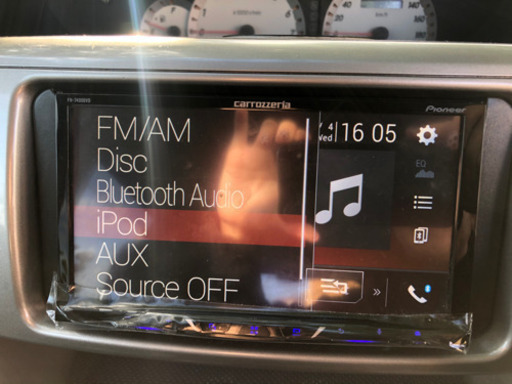 carrozzeria
Pioneer
FM/AM
Disc
Bluetooth Audio
iPod
AUX
Source OFF
4
Wed
16 05
EQ
»